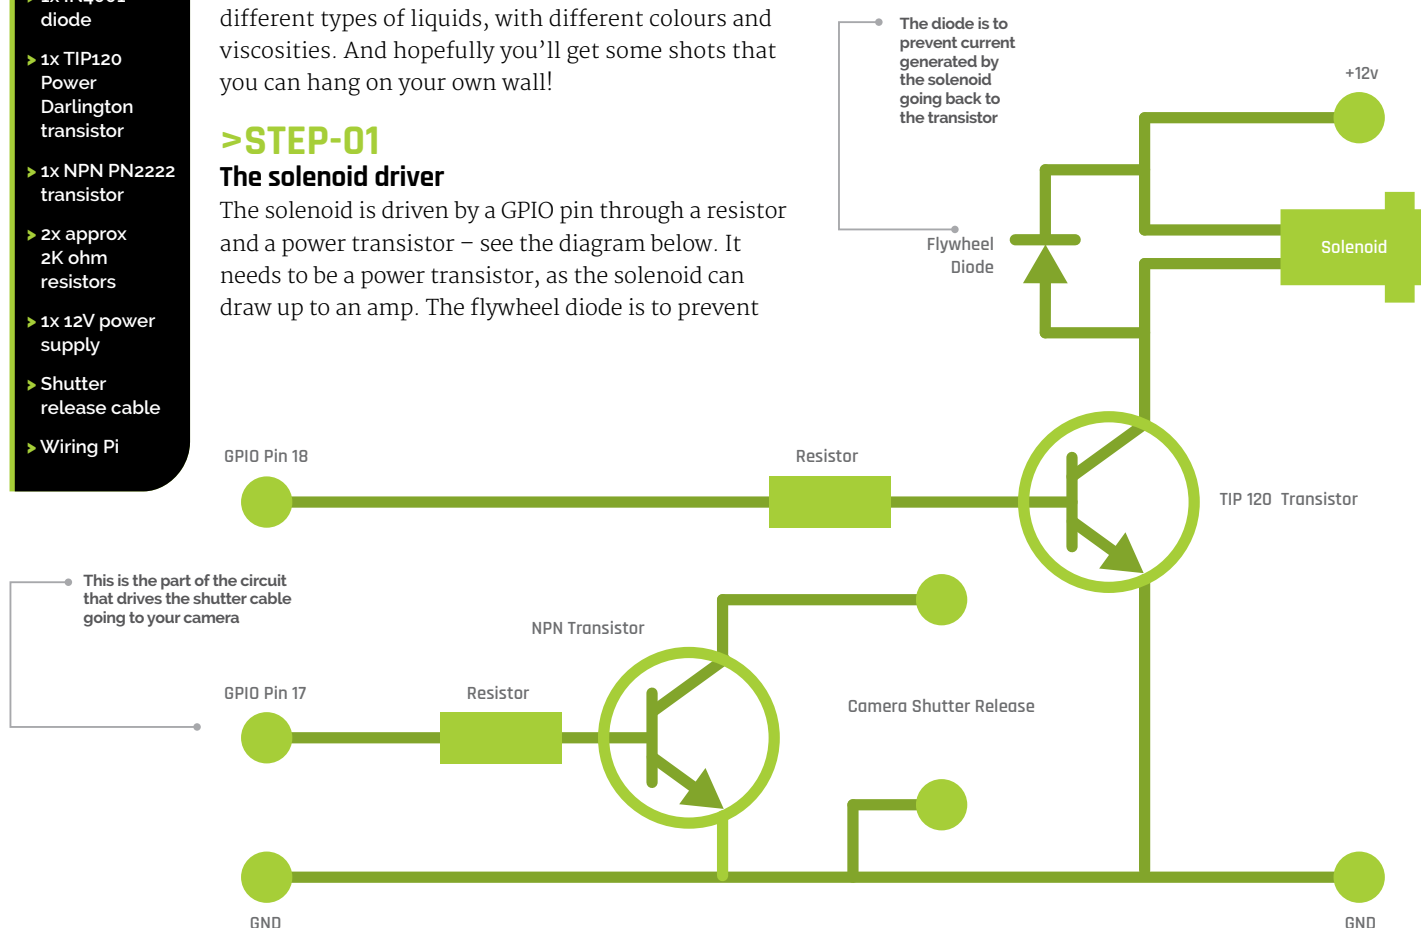 diode
> 1x TIP120
Power
Darlington
transistor
> 1x NPN PN2222
transistor
> 2x approx
2K ohm
resistors
> 1x 12V power
supply
> Shutter
release cable
> Wiring Pi
different types of liquids, with different colours and
viscosities. And hopefully you’ll get some shots that
you can hang on your own wall!
>STEP-01
The solenoid driver
The solenoid is driven by a GPIO pin through a resistor
and a power transistor – see the diagram below. It
needs to be a power transistor, as the solenoid can
draw up to an amp. The flywheel diode is to prevent
The diode is to
prevent current
generated by
the solenoid
going back to
the transistor
+12v
Flywheel
Diode
Solenoid
GPIO Pin 18
Resistor
TIP 120 Transistor
This is the part of the circuit
that drives the shutter cable
going to your camera
NPN Transistor
GPIO Pin 17
Resistor
Camera Shutter Release
GND
GND